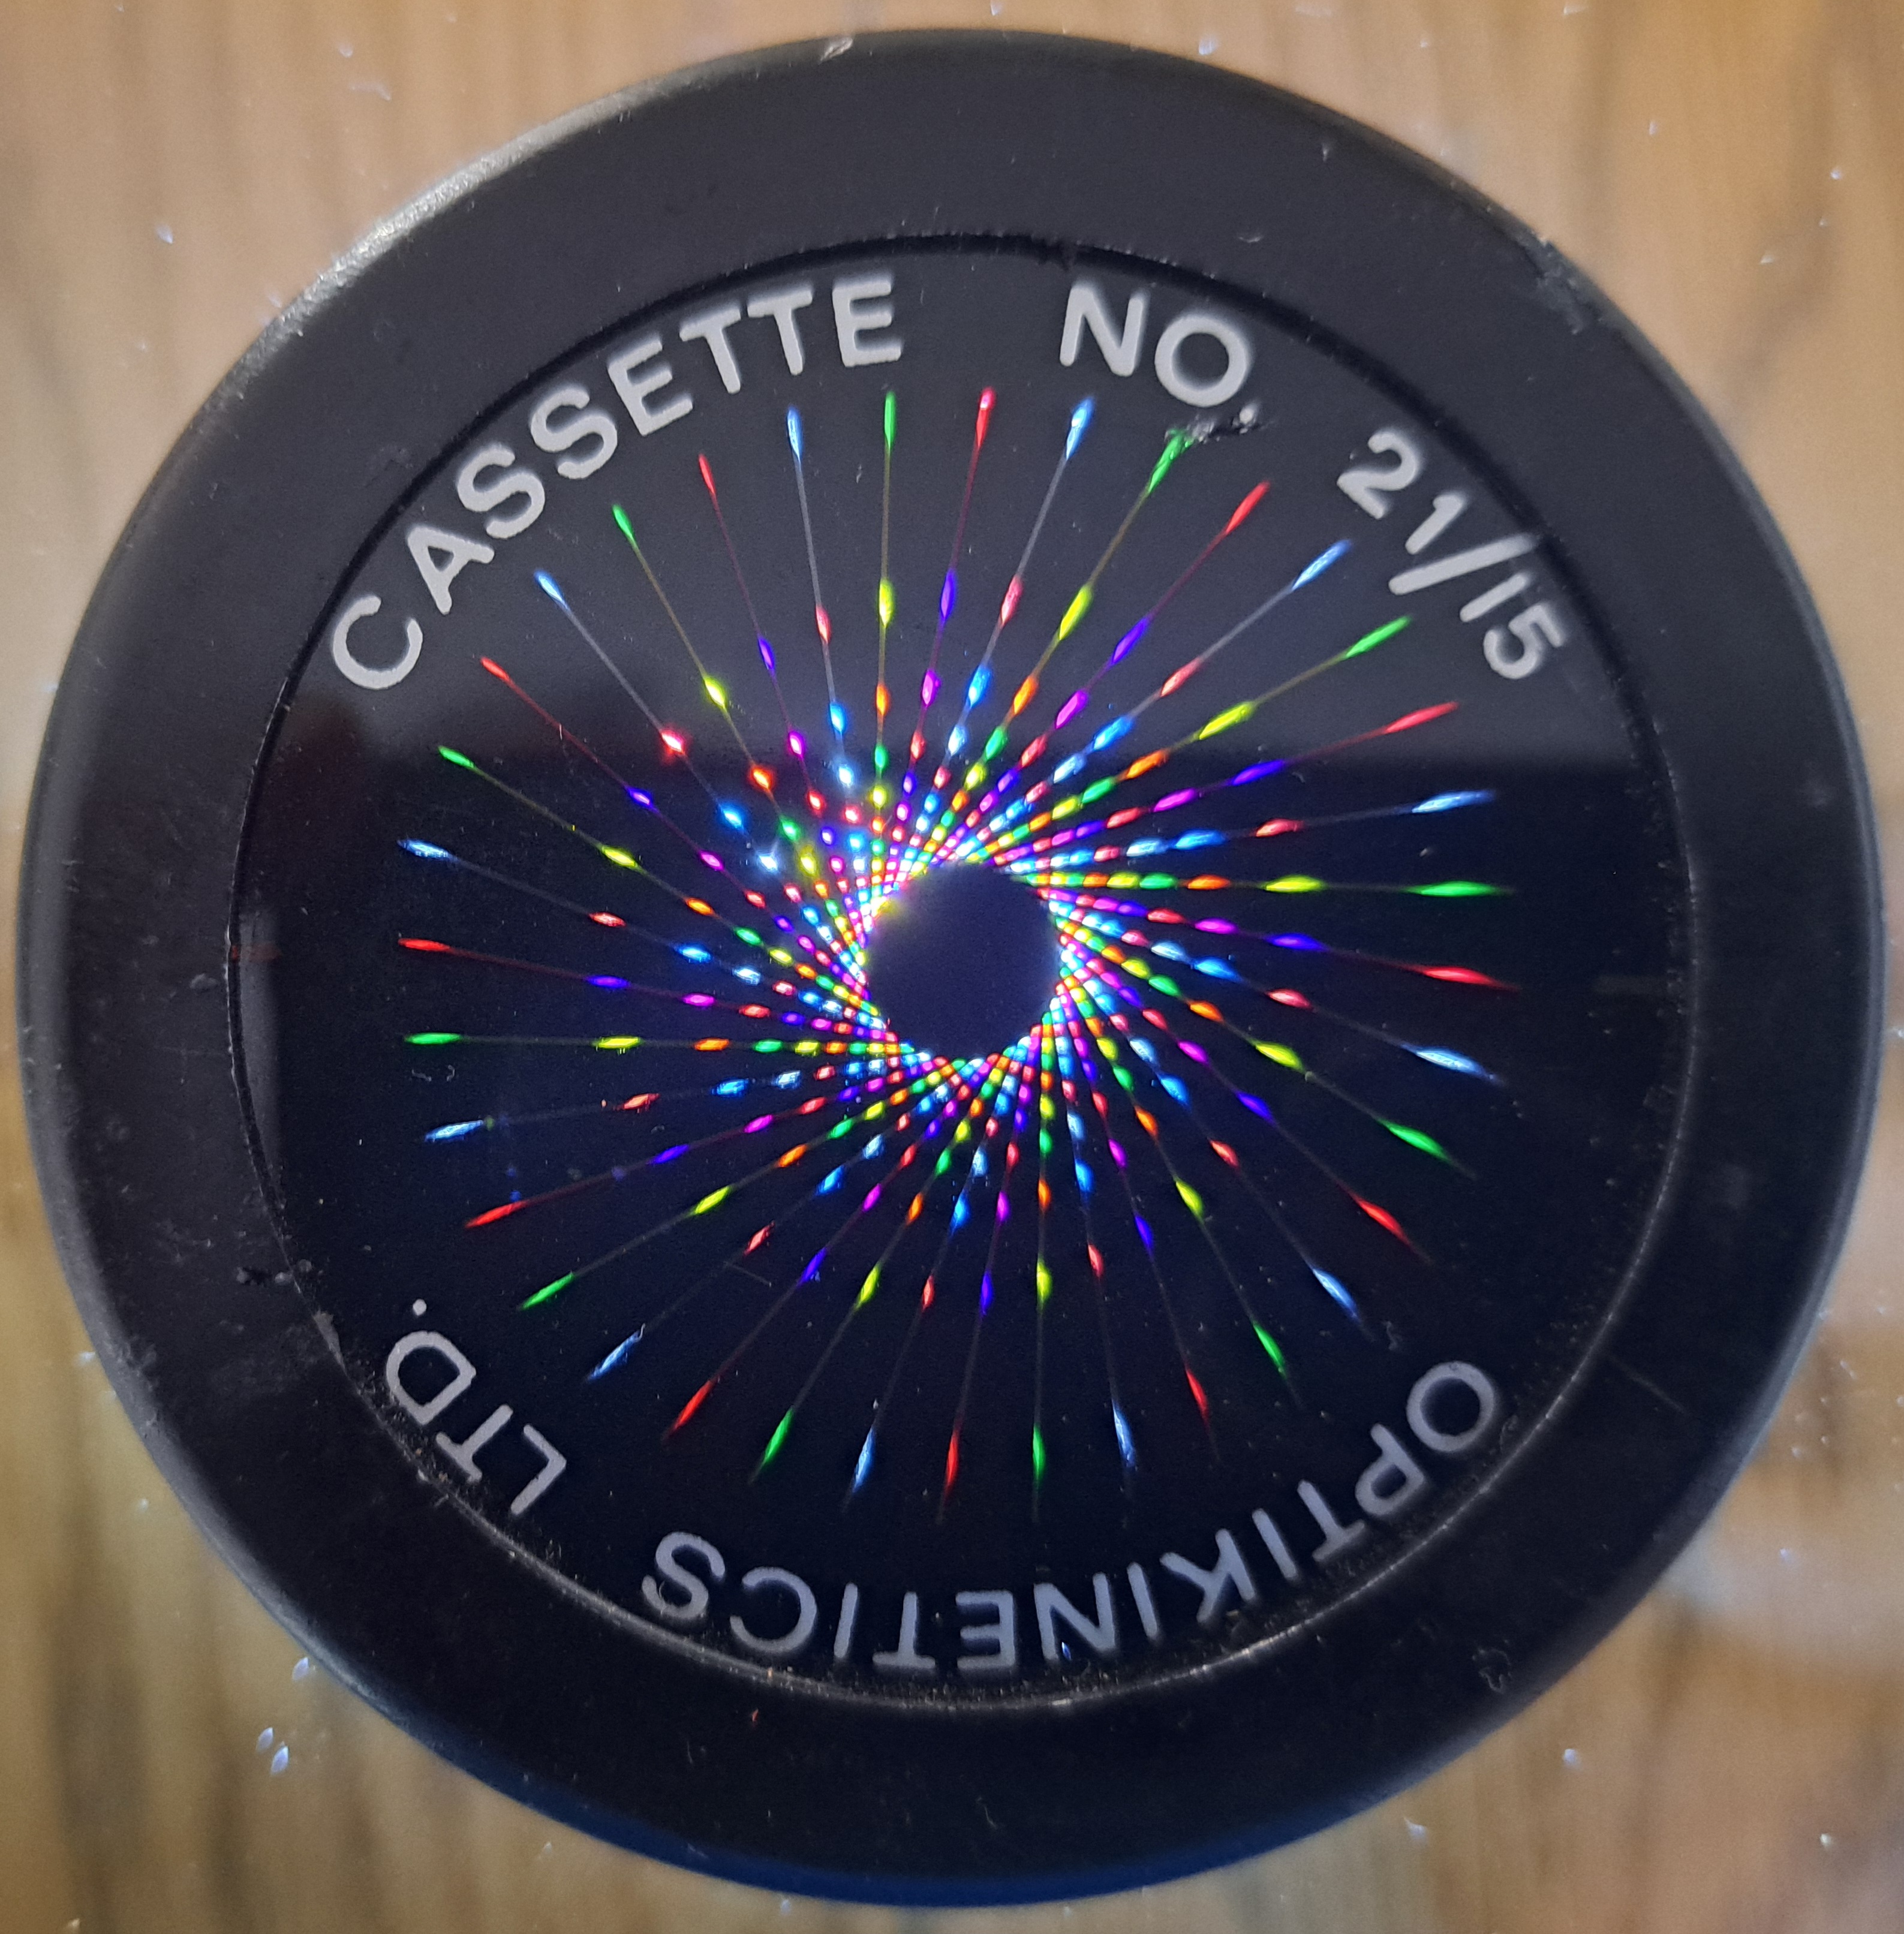 CASSETTE NO. 21/15
OPTIKINETICS LTD.